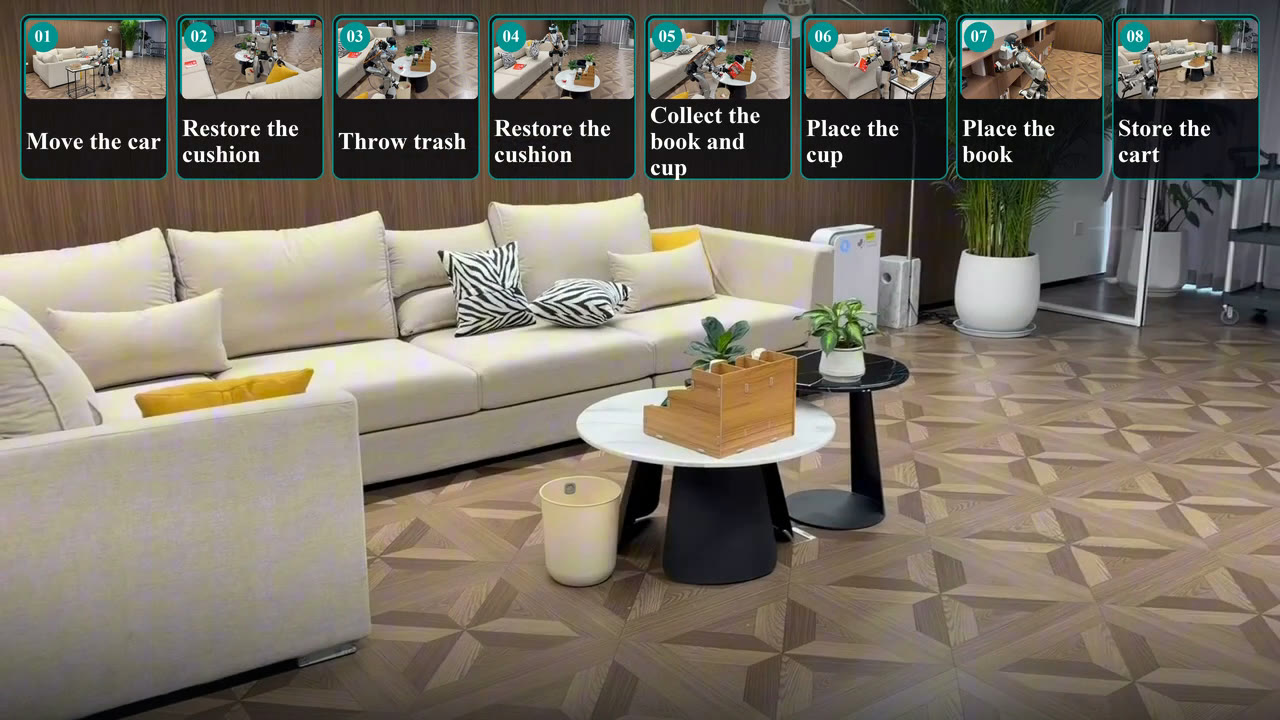 01
Move the car
02
Restore the
cushion
03
Throw trash
04
Restore the
cushion
05
Collect the
book and
cup
06
Place the
cup
07
Place the
book
08
Store the
cart